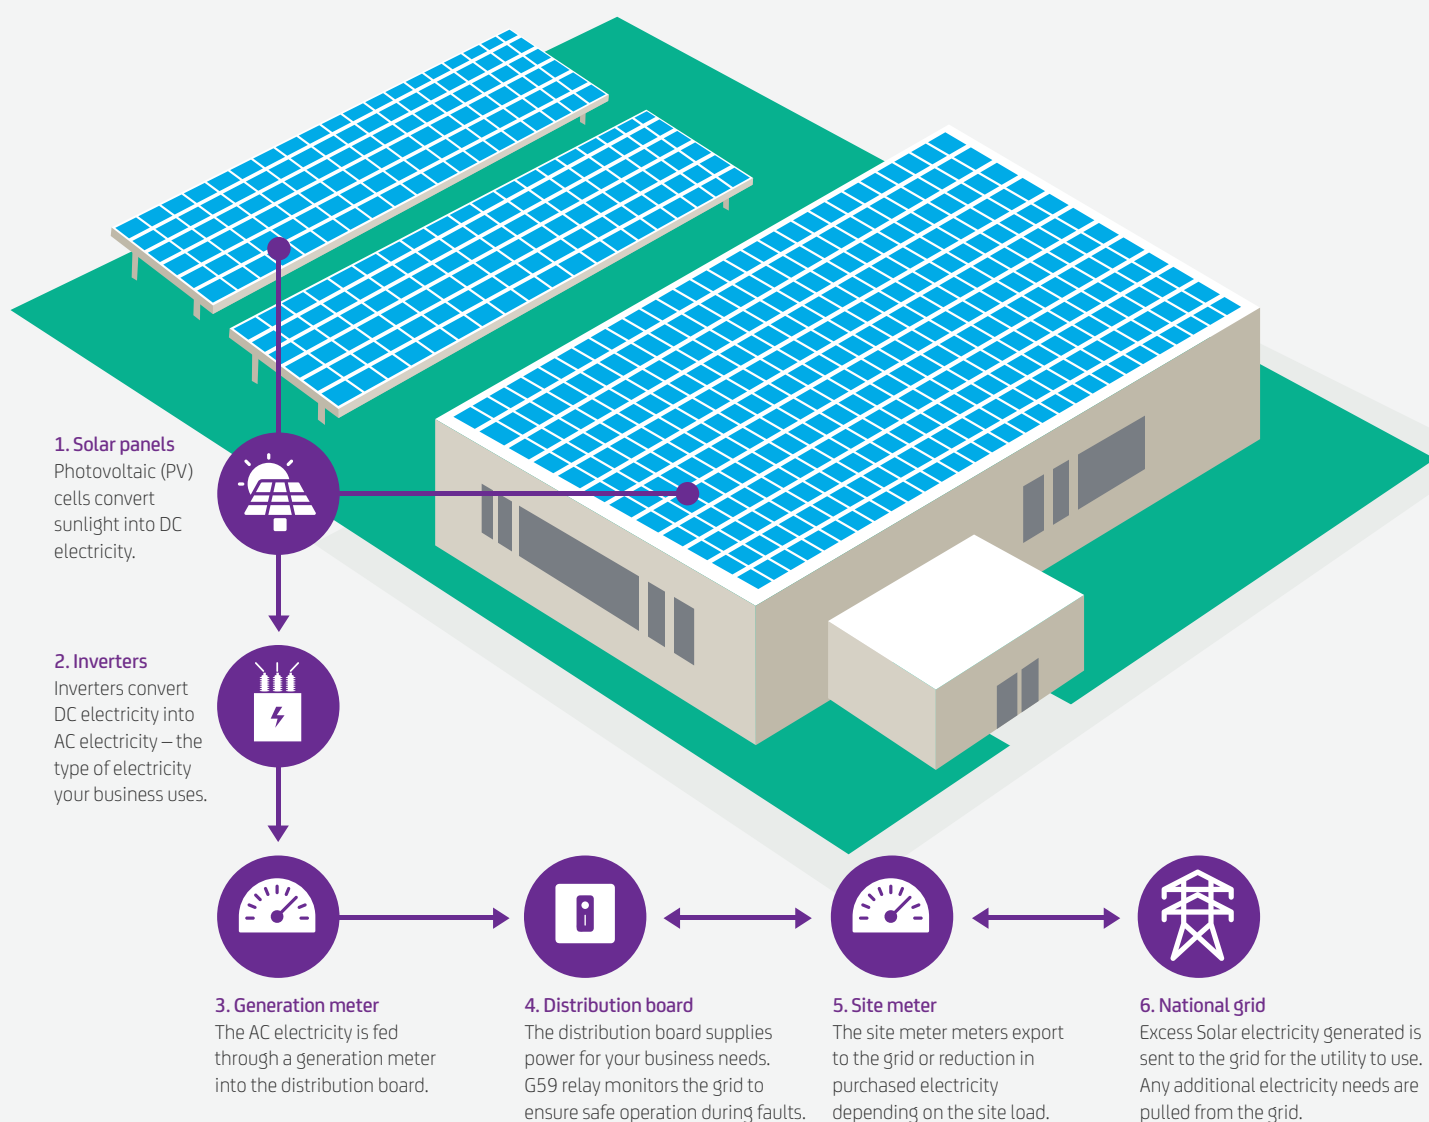 1. Solar panels
Photovoltaic (PV)
cells convert
sunlight into DC
electricity.
2. Inverters
Inverters convert
DC electricity into
AC electricity – the
type of electricity
your business uses.
3. Generation meter
The AC electricity is fed
through a generation meter
into the distribution board.
4. Distribution board
The distribution board supplies
power for your business needs.
G59 relay monitors the grid to
ensure safe operation during faults.
5. Site meter
The site meter meters export
to the grid or reduction in
purchased electricity
depending on the site load.
6. National grid
Excess Solar electricity generated is
sent to the grid for the utility to use.
Any additional electricity needs are
pulled from the grid.